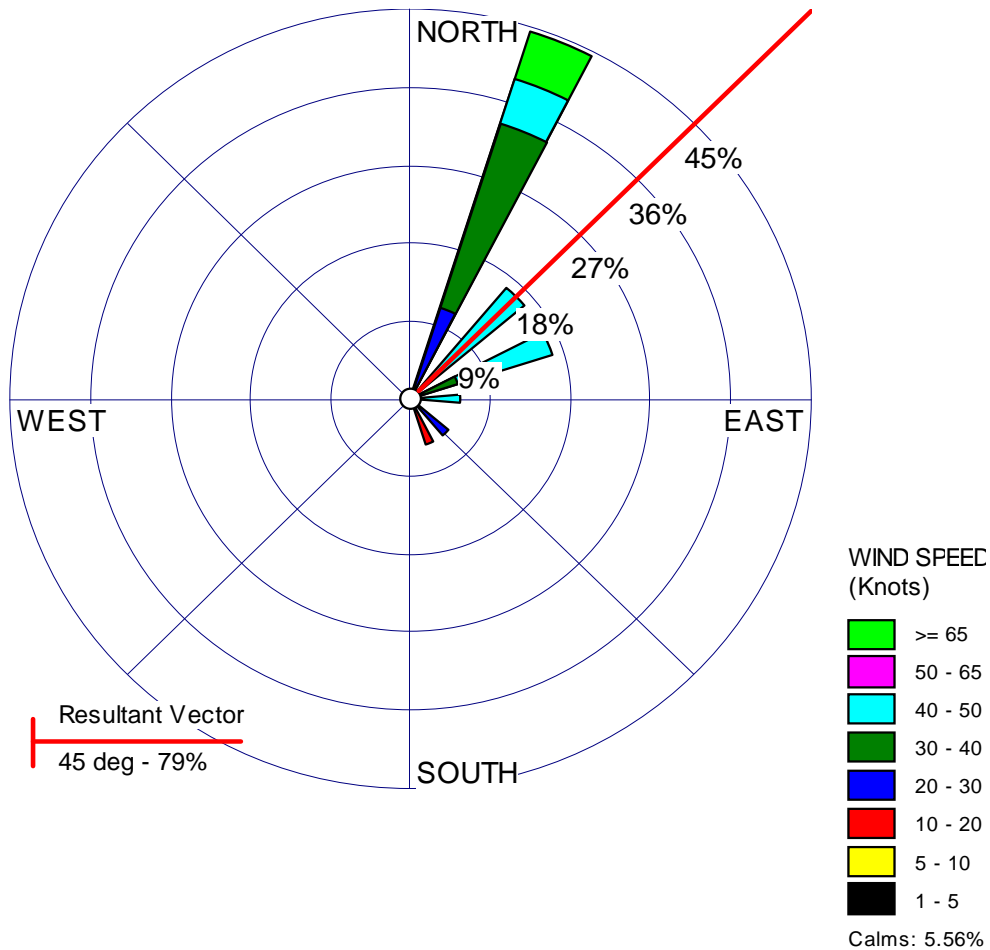 NORTH
45%
36%
27%
18%
9%
WEST
EAST
SOUTH
Resultant Vector
45 deg - 79%
WIND SPEED
(Knots)
>= 65
50 - 65
40 - 50
30 - 40
20 - 30
10 - 20
5 - 10
1 - 5
Calms: 5.56%